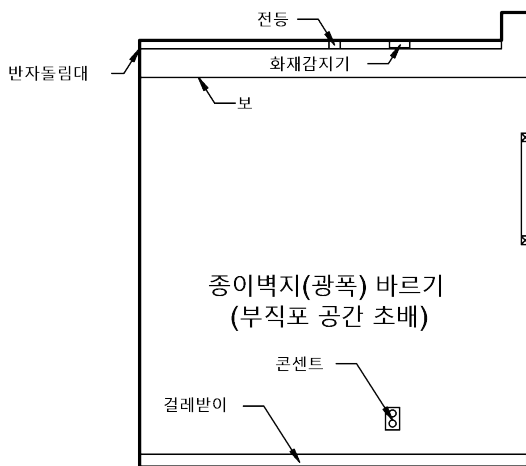 전등
반자돌림대
화재감지기
보
종이벽지(광폭) 바르기
(부직포 공간 초배)
콘센트
걸레받이